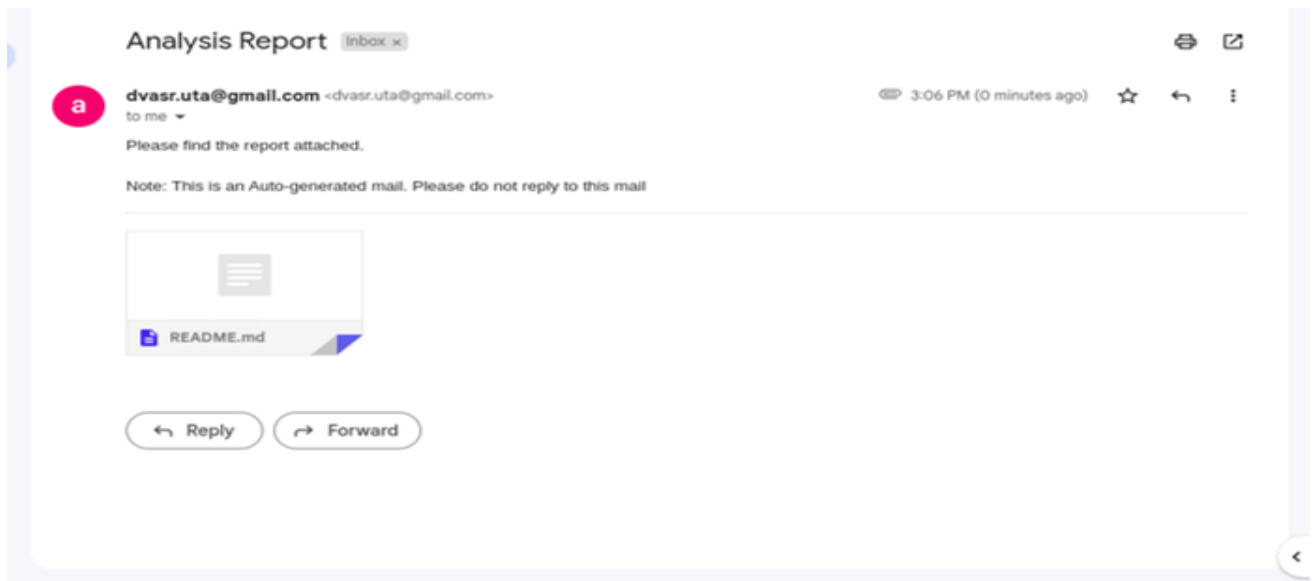 Analysis Report Inbox ×
a
dvasr.uta@gmail.com <dvasr.uta@gmail.com> 3:06 PM (0 minutes ago)
to me
Please find the report attached.
Note: This is an Auto-generated mail. Please do not reply to this mail
README.md
Reply Forward